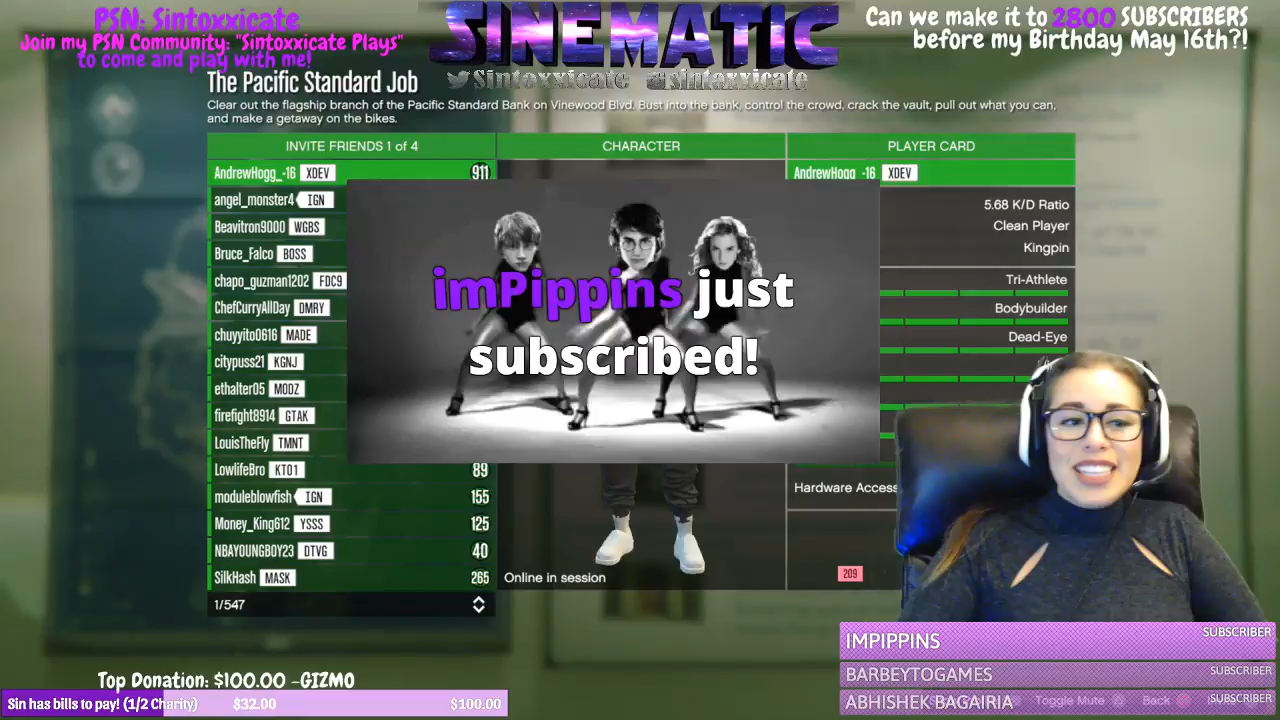 PSN: Sintoxxicate
Join my PSN Community: "Sintoxxicate Plays"
to come and play with me!
SINEMATIC
Sintoxxicate @sintoxxicate
Can we make it to 2800 SUBSCRIBERS
before my Birthday May 16th?!
The Pacific Standard Job
Clear out the flagship branch of the Pacific Standard Bank on Vinewood Blvd. Bust into the bank, control the crowd, crack the vault, pull out what you can,
and make a getaway on the bikes.
INVITE FRIENDS 1 of 4
CHARACTER
PLAYER CARD
AndrewHogg_-16 XDEV 911
angel_monster4 IGN
Beavitron9000 WGBS
Bruce_Falco BOSS
chapo_guzman1202 FDC9
ChefCurryAllDay DMRY
chuyyito0616 MADE
citypuss21 KGNJ
ethalter05 MODZ
firefight8914 GTAK
LouisTheFly TMNT
LowlifeBro KT01 89
moduleblowfish IGN 155
Money_King612 YSSS 125
NBAYOUNGBOY23 DTVG 40
SilkHash MASK 265
1/547
imPippins just
subscribed!
Online in session
AndrewHogg_-16 XDEV
5.68 K/D Ratio
Clean Player
Kingpin
Tri-Athlete
Bodybuilder
Dead-Eye
Hardware Access
209
IMPIPPINS SUBSCRIBER
BARBEYTOGAMES SUBSCRIBER
ABHISHEK BAGAIRIA SUBSCRIBER
Toggle Mute Back
Top Donation: $100.00 -GIZMO
Sin has bills to pay! (1/2 Charity) $32.00 $100.00